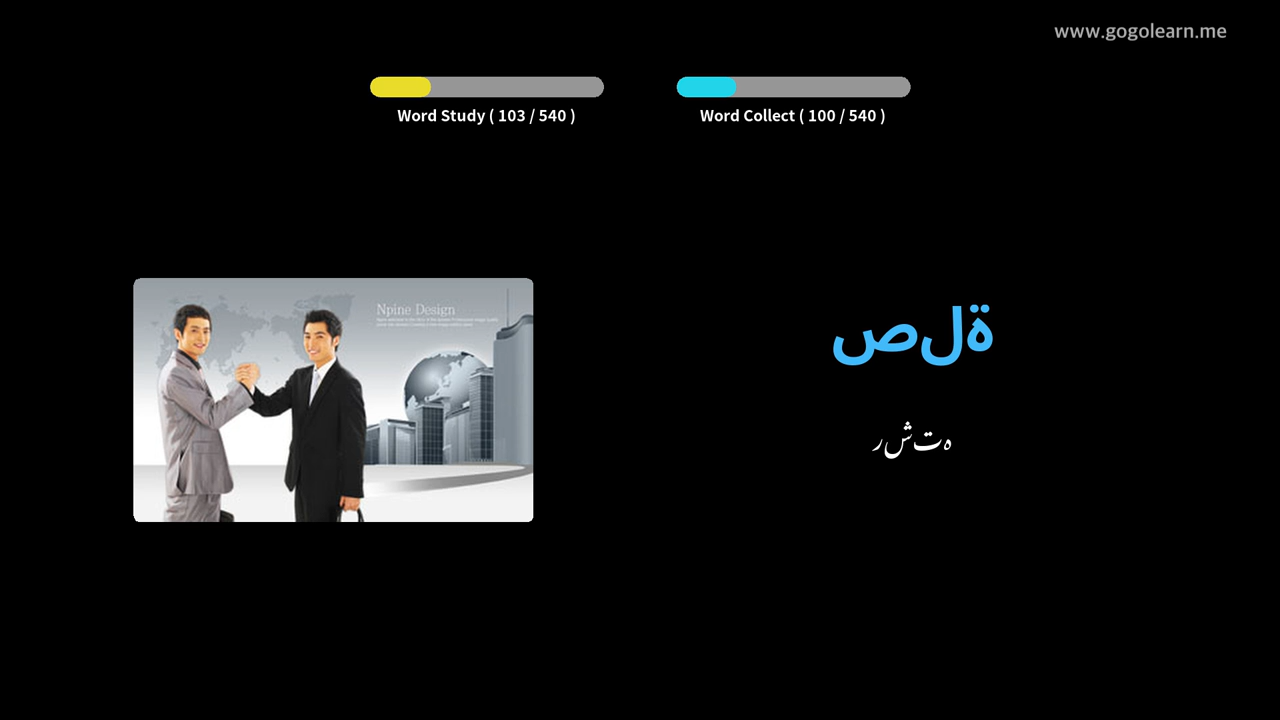 www.gogolearn.me
Word Study ( 103 / 540 )
Word Collect ( 100 / 540 )
Npine Design
صلة
رشتہ